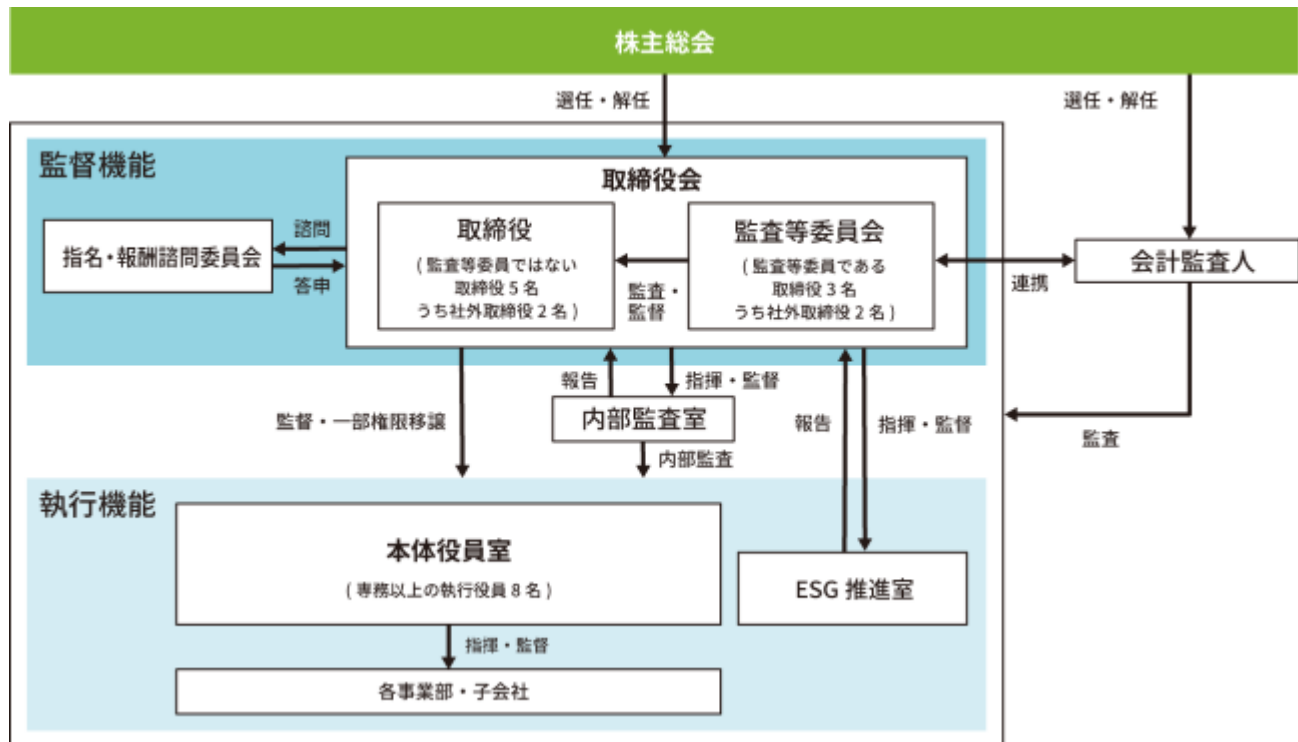 株主総会
選任・解任
選任・解任
監督機能
取締役会
指名・報酬諮問委員会
諮問
答申
取締役
(監査等委員ではない
取締役5名
うち社外取締役2名)
監査・
監督
監査等委員会
(監査等委員である
取締役3名
うち社外取締役2名)
連携
会計監査人
監督・一部権限移譲
報告
指揮・監督
内部監査室
内部監査
報告
指揮・監督
監査
執行機能
本体役員室
(専務以上の執行役員8名)
ESG 推進室
指揮・監督
各事業部・子会社